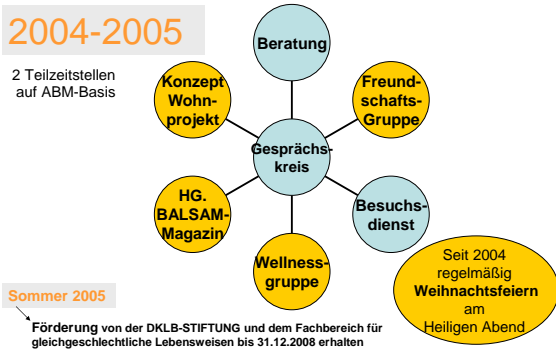 2004-2005
2 Teilzeitstellen
auf ABM-Basis
Beratung
Konzept
Wohn-
projekt
Freund-
schafts-
Gruppe
Gesprächs-
kreis
HG.
BALSAM-
Magazin
Besuchs-
dienst
Wellness-
gruppe
Seit 2004
regelmäßig
Weihnachtsfeiern
am
Heiligen Abend
Sommer 2005
Förderung von der DKLB-STIFTUNG und dem Fachbereich für
gleichgeschlechtliche Lebensweisen bis 31.12.2008 erhalten